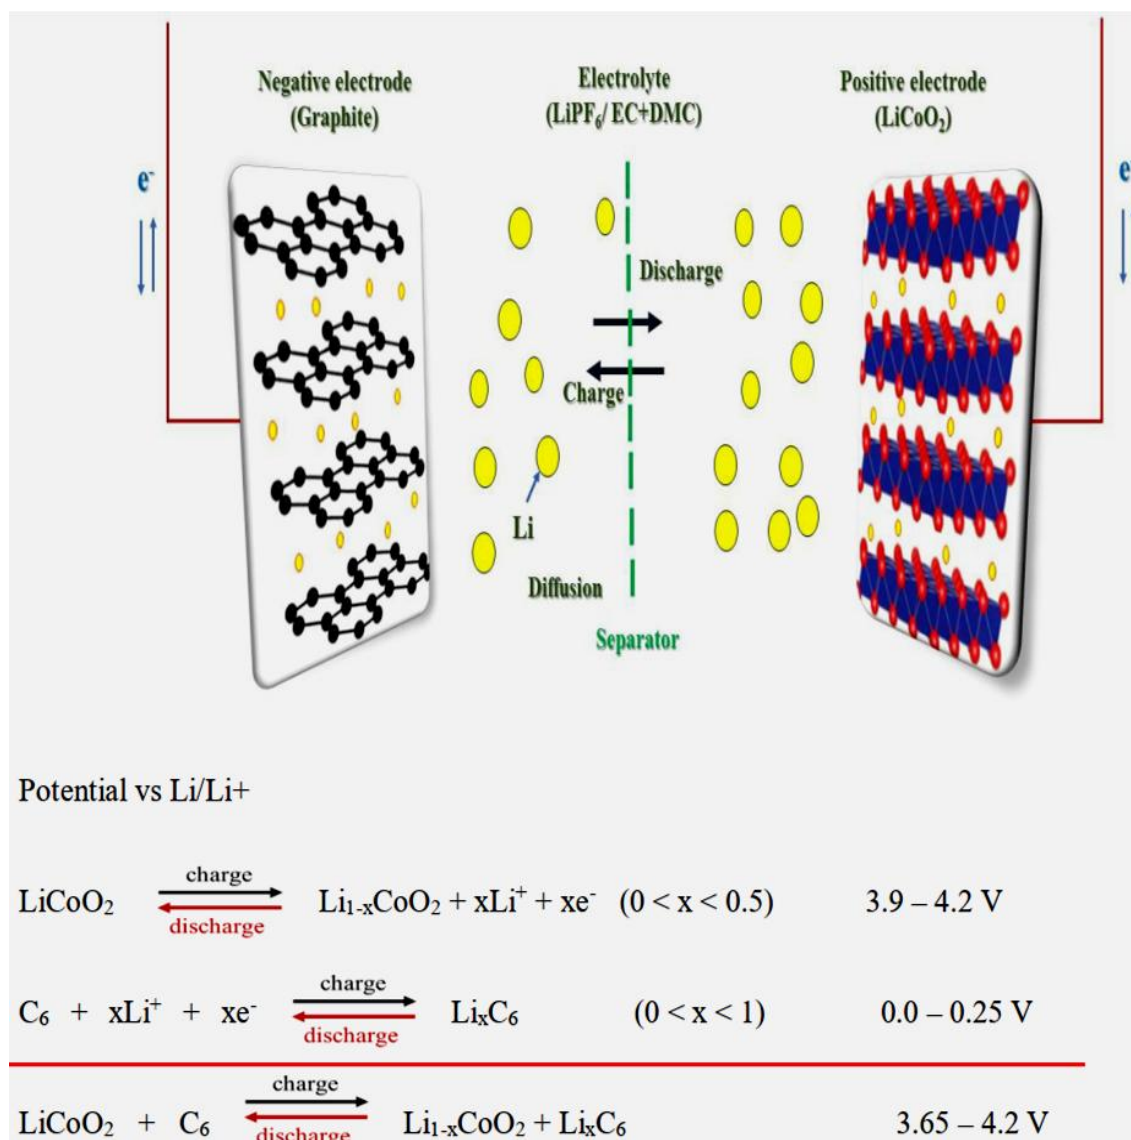 Negative electrode
(Graphite)
Electrolyte
(LiPF₆/ EC+DMC)
Positive electrode
(LiCoO₂)
e⁻
e
Discharge
Charge
Li
Diffusion
Separator
Potential vs Li/Li+
charge
LiCoO₂ Li₁₋ₓCoO₂ + xLi⁺ + xe⁻ (0 < x < 0.5) 3.9 – 4.2 V
discharge
charge
C₆ + xLi⁺ + xe⁻ LiₓC₆ (0 < x < 1) 0.0 – 0.25 V
discharge
charge
LiCoO₂ + C₆ Li₁₋ₓCoO₂ + LiₓC₆ 3.65 – 4.2 V
discharge